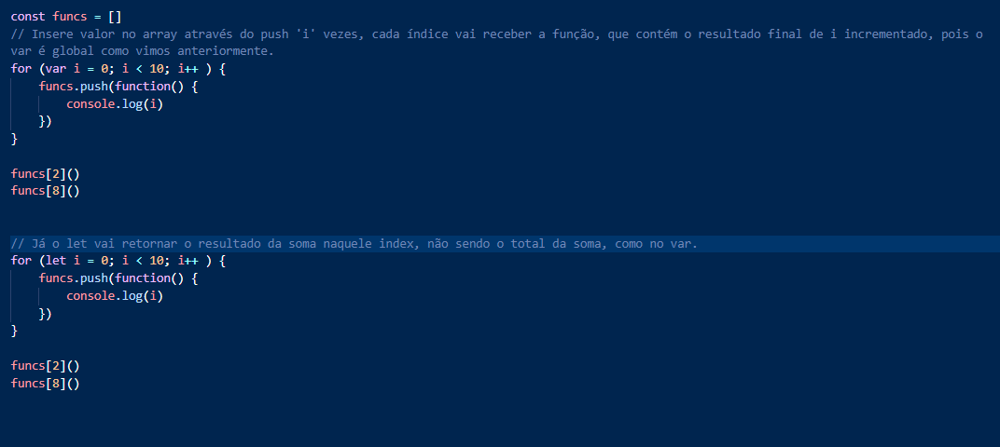 const funcs = []
// Insere valor no array através do push 'i' vezes, cada índice vai receber a função, que contém o resultado final de i incrementado, pois o
var é global como vimos anteriormente.
for (var i = 0; i < 10; i++ ) {
    funcs.push(function() {
        console.log(i)
    })
}

funcs[2]()
funcs[8]()

// Já o let vai retornar o resultado da soma naquele index, não sendo o total da soma, como no var.
for (let i = 0; i < 10; i++ ) {
    funcs.push(function() {
        console.log(i)
    })
}

funcs[2]()
funcs[8]()